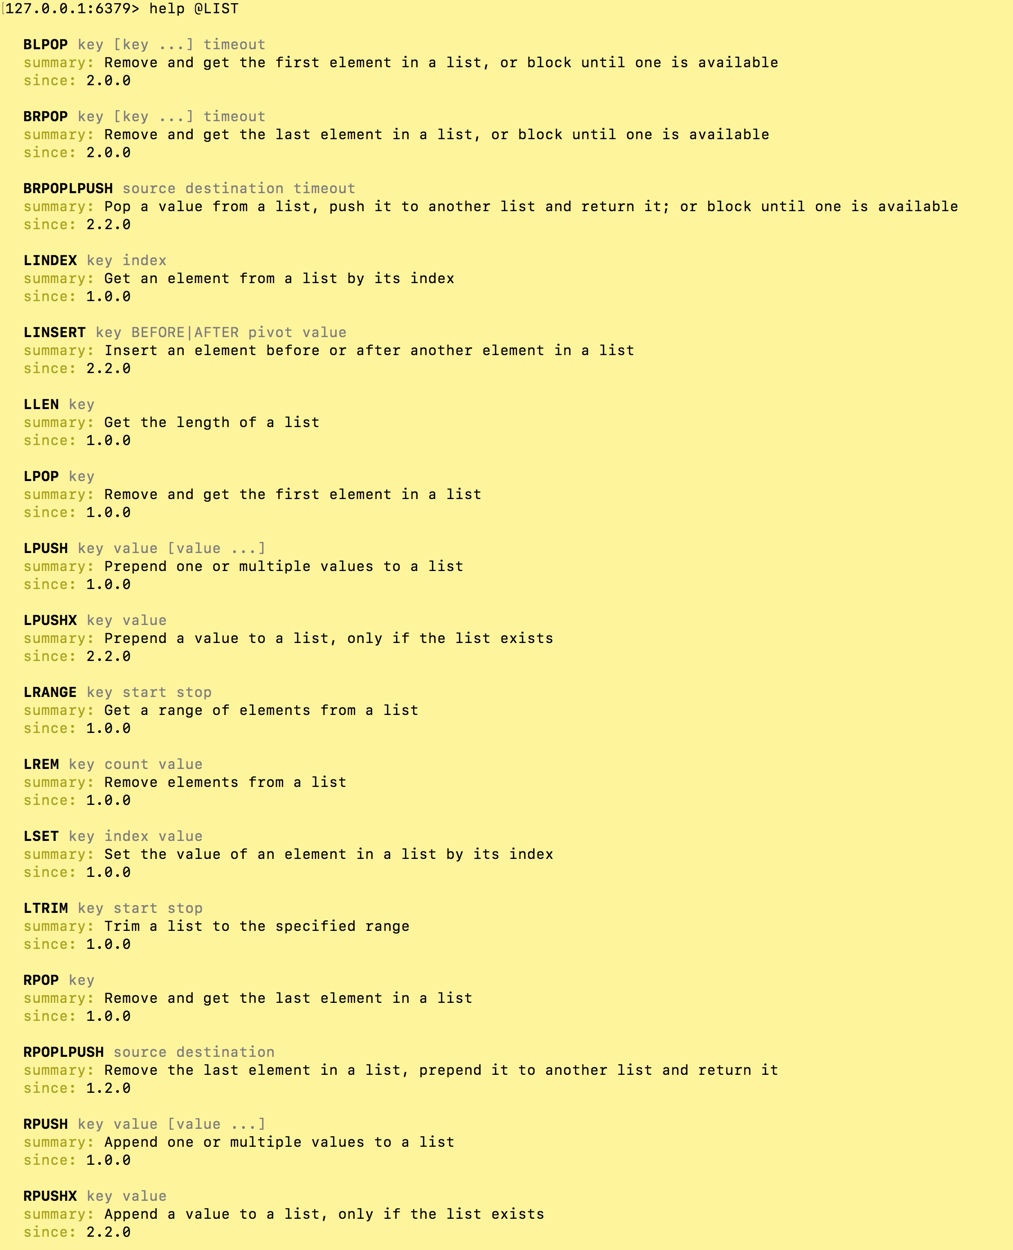 [127.0.0.1:6379> help @LIST
BLPOP key [key ...] timeout
summary: Remove and get the first element in a list, or block until one is available
since: 2.0.0
BRPOP key [key ...] timeout
summary: Remove and get the last element in a list, or block until one is available
since: 2.0.0
BRPOPLPUSH source destination timeout
summary: Pop a value from a list, push it to another list and return it; or block until one is available
since: 2.2.0
LINDEX key index
summary: Get an element from a list by its index
since: 1.0.0
LINSERT key BEFORE|AFTER pivot value
summary: Insert an element before or after another element in a list
since: 2.2.0
LLEN key
summary: Get the length of a list
since: 1.0.0
LPOP key
summary: Remove and get the first element in a list
since: 1.0.0
LPUSH key value [value ...]
summary: Prepend one or multiple values to a list
since: 1.0.0
LPUSHX key value
summary: Prepend a value to a list, only if the list exists
since: 2.2.0
LRANGE key start stop
summary: Get a range of elements from a list
since: 1.0.0
LREM key count value
summary: Remove elements from a list
since: 1.0.0
LSET key index value
summary: Set the value of an element in a list by its index
since: 1.0.0
LTRIM key start stop
summary: Trim a list to the specified range
since: 1.0.0
RPOP key
summary: Remove and get the last element in a list
since: 1.0.0
RPOPLPUSH source destination
summary: Remove the last element in a list, prepend it to another list and return it
since: 1.2.0
RPUSH key value [value ...]
summary: Append one or multiple values to a list
since: 1.0.0
RPUSHX key value
summary: Append a value to a list, only if the list exists
since: 2.2.0